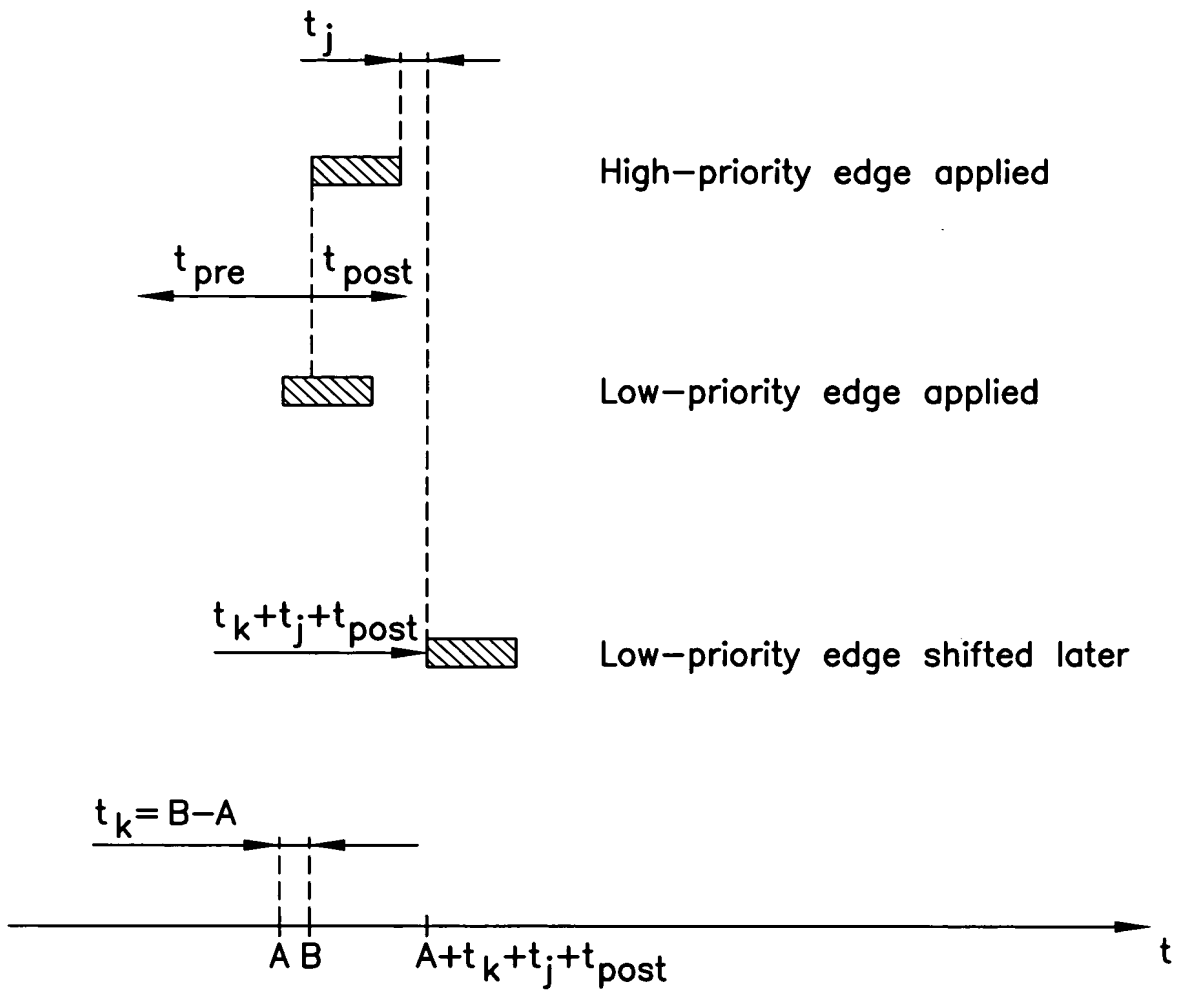 t_j
High-priority edge applied
t_pre t_post
Low-priority edge applied
t_k+t_j+t_post
Low-priority edge shifted later
t_k=B-A
A B A+t_k+t_j+t_post t